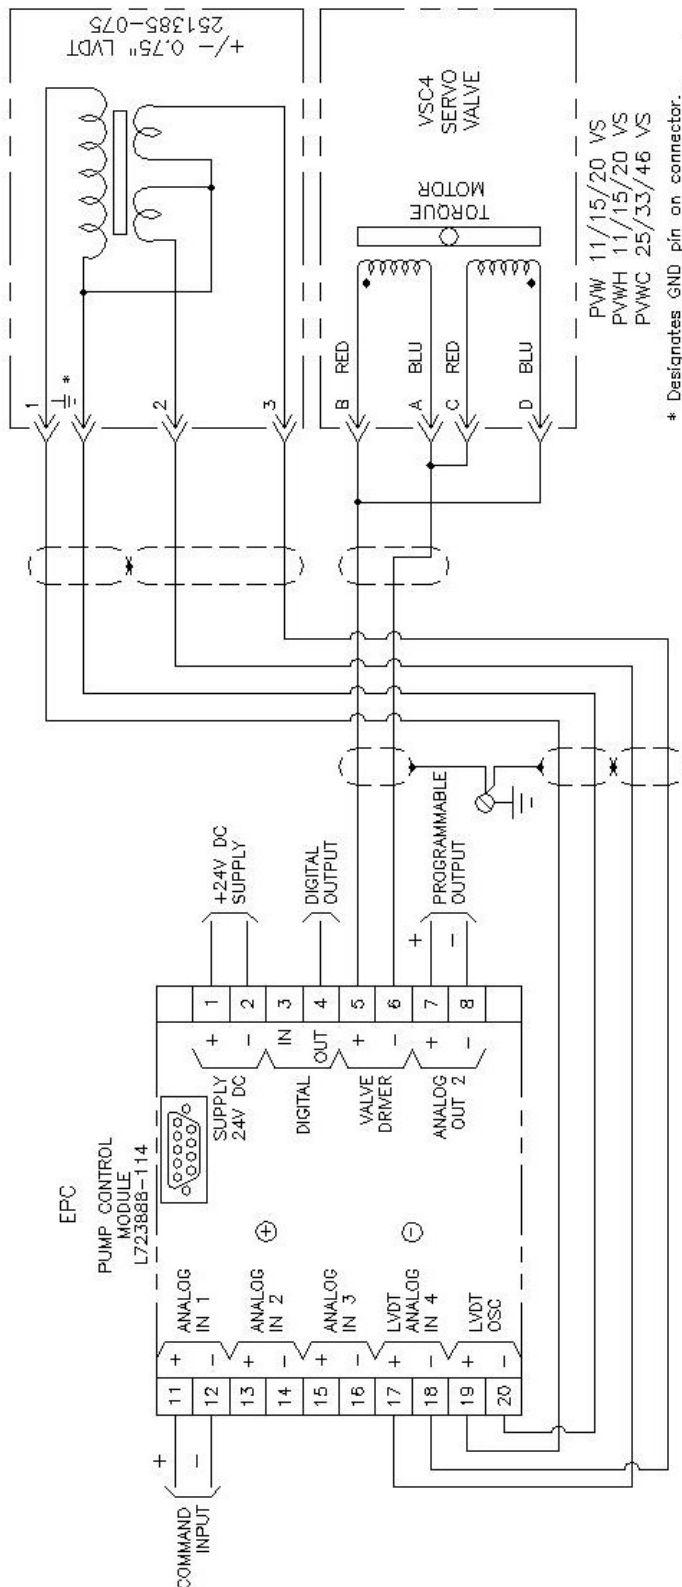 +/- 0.75" LVDT
251385-075
1
*
2
3
VSC4
SERVO
VALVE
TORQUE
MOTOR
B RED
A BLU
C RED
D BLU
PVW 11/15/20 VS
PVWH 11/15/20 VS
PVWC 25/33/46 VS
* Designates GND pin on connector.
+24V DC
SUPPLY
DIGITAL
OUTPUT
+
-
PROGRAMMABLE
OUTPUT
EPC
PUMP CONTROL
MODULE
L723888-114
1
2
3
4
5
6
7
8
+
-
IN
OUT
+
-
+
-
SUPPLY
24V DC
DIGITAL
VALVE
DRIVER
ANALOG
OUT 2
+
-
ANALOG
IN 1
ANALOG
IN 2
ANALOG
IN 3
LVDT
ANALOG
IN 4
LVDT
OSC
+
-
+
-
+
-
+
-
+
-
11
12
13
14
15
16
17
18
19
20
+
-
COMMAND
INPUT